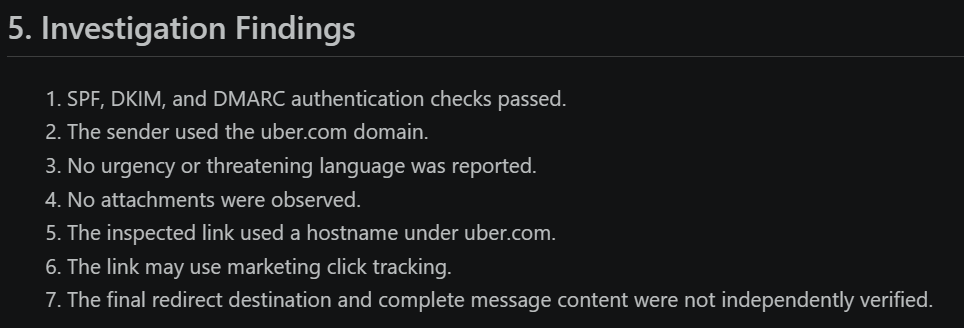 5. Investigation Findings
1. SPF, DKIM, and DMARC authentication checks passed.
2. The sender used the uber.com domain.
3. No urgency or threatening language was reported.
4. No attachments were observed.
5. The inspected link used a hostname under uber.com.
6. The link may use marketing click tracking.
7. The final redirect destination and complete message content were not independently verified.